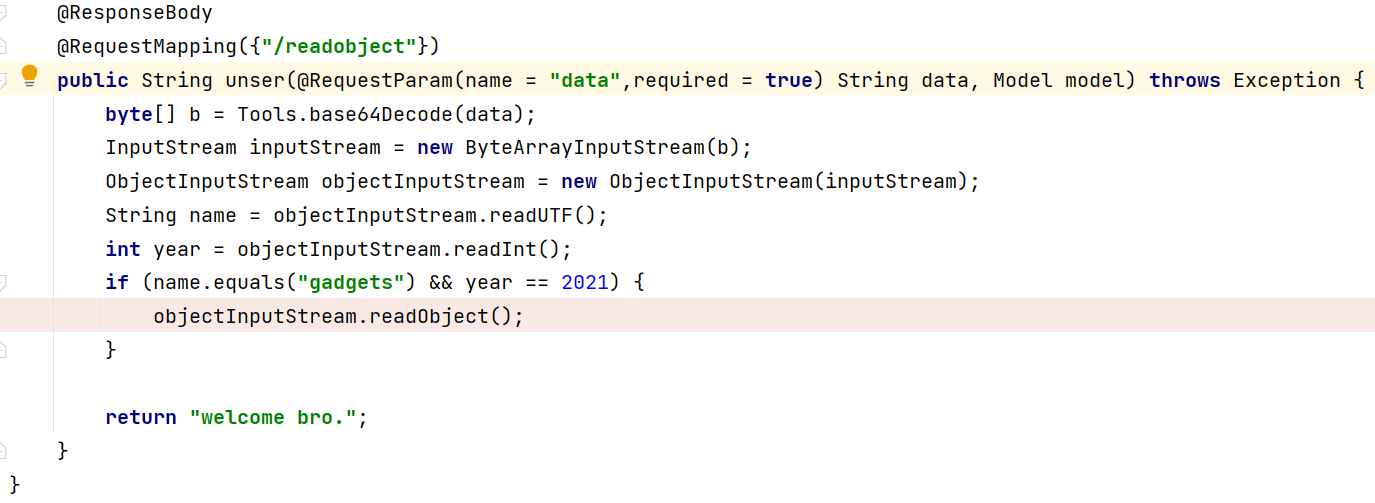 @ResponseBody
@RequestMapping({"/readobject"})
public String unser(@RequestParam(name = "data",required = true) String data, Model model) throws Exception {
byte[] b = Tools.base64Decode(data);
InputStream inputStream = new ByteArrayInputStream(b);
ObjectInputStream objectInputStream = new ObjectInputStream(inputStream);
String name = objectInputStream.readUTF();
int year = objectInputStream.readInt();
if (name.equals("gadgets") && year == 2021) {
objectInputStream.readObject();
}
return "welcome bro.";
}
}